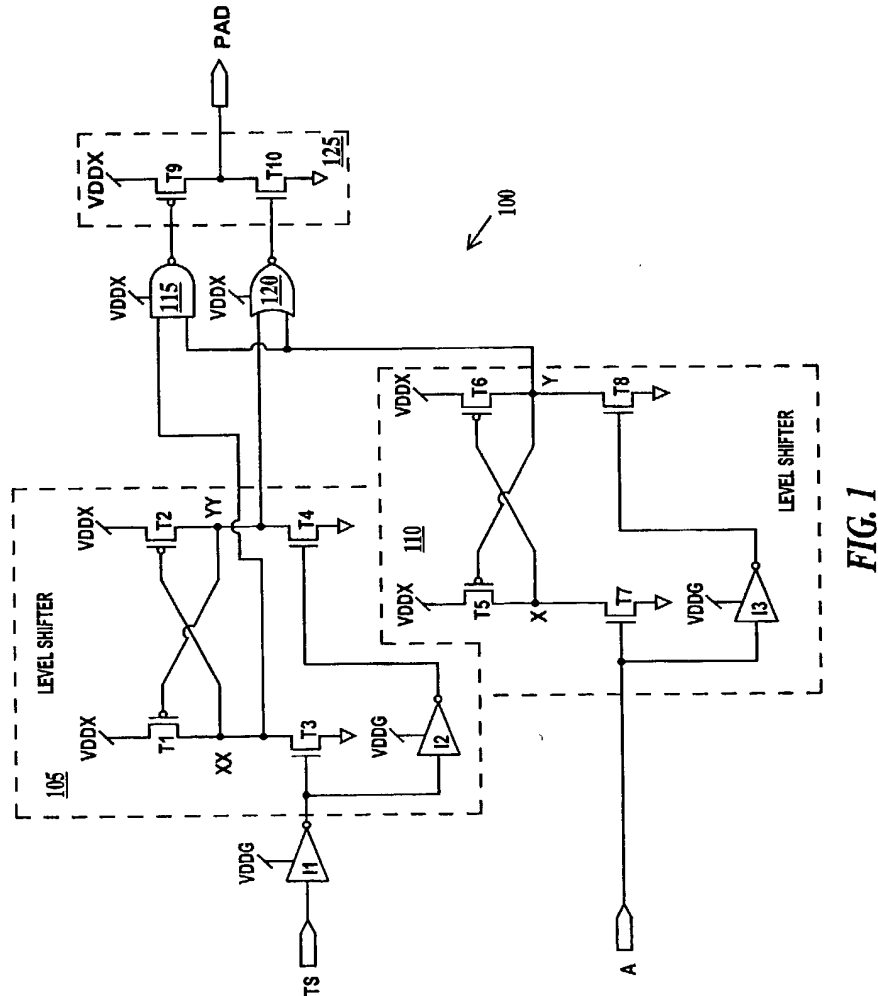 VDDX
T9
PAD
T10
125
VDDX
115
VDDX
120
100
LEVEL SHIFTER
105
VDDX
T1
VDDX
T2
XX
YY
T3
T4
VDDG
I1
VDDG
I2
TS
110
VDDX
T5
VDDX
T6
X
Y
T7
T8
VDDG
I3
LEVEL SHIFTER
A
FIG. 1